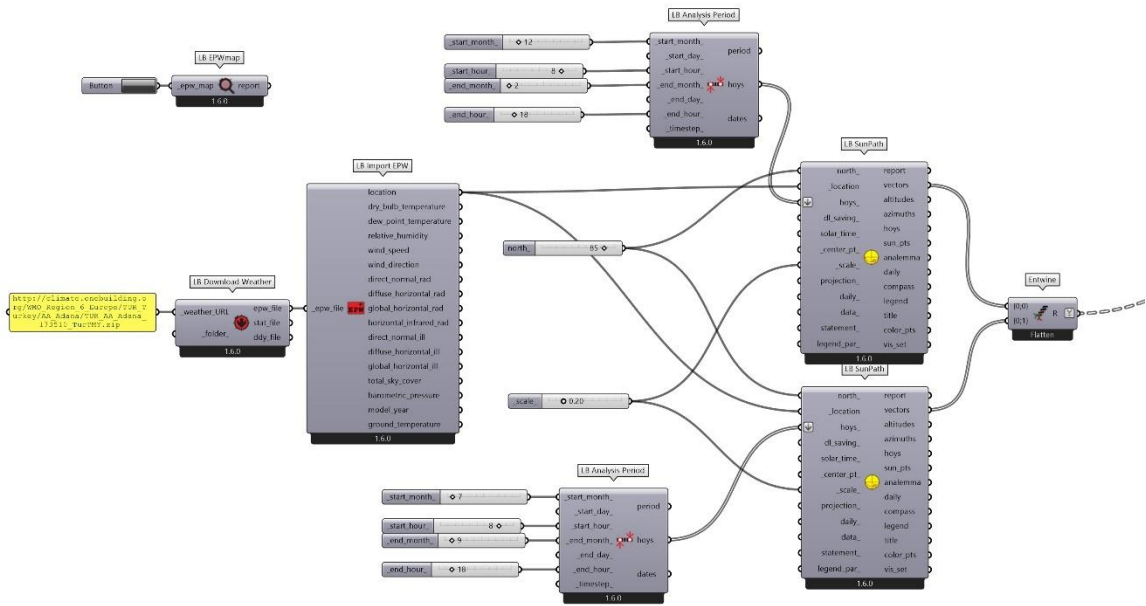 LB Analysis Period
_start_month_
12
_start_hour_
8
_end_month_
2
_end_hour_
18
_start_month_
_start_day_
_start_hour_
_end_month_
_end_day_
_end_hour_
_timestep_
period
hoys
dates
1.6.0
LB EPWmap
Button
_epw_map
report
1.6.0
LB Import EPW
_epw_file
EPW
location
dry_bulb_temperature
dew_point_temperature
relative_humidity
wind_speed
wind_direction
direct_normal_rad
diffuse_horizontal_rad
global_horizontal_rad
horizontal_infrared_rad
direct_normal_ill
diffuse_horizontal_ill
global_horizontal_ill
total_sky_cover
barometric_pressure
model_year
ground_temperature
1.6.0
http://climate.onebuilding.o
rg/WMO_Region_6_Europe/TUR_T
urkey/AA_Adana/TUR_AA_Adana_
173510_TurTMY.zip
LB Download Weather
_weather_URL
_folder_
epw_file
stat_file
ddy_file
1.6.0
north_
85
_scale_
0.20
LB SunPath
north_
_location
hoys_
dl_saving_
solar_time_
_center_pt_
_scale_
projection_
daily_
data_
statement_
legend_par_
report
vectors
altitudes
azimuths
hoys
sun_pts
analemma
daily
compass
legend
title
color_pts
vis_set
1.6.0
LB SunPath
north_
_location
hoys_
dl_saving_
solar_time_
_center_pt_
_scale_
projection_
daily_
data_
statement_
legend_par_
report
vectors
altitudes
azimuths
hoys
sun_pts
analemma
daily
compass
legend
title
color_pts
vis_set
1.6.0
Entwine
{0;0}
{0;1}
R
Flatten
LB Analysis Period
_start_month_
7
_start_hour_
8
_end_month_
9
_end_hour_
18
_start_month_
_start_day_
_start_hour_
_end_month_
_end_day_
_end_hour_
_timestep_
period
hoys
dates
1.6.0